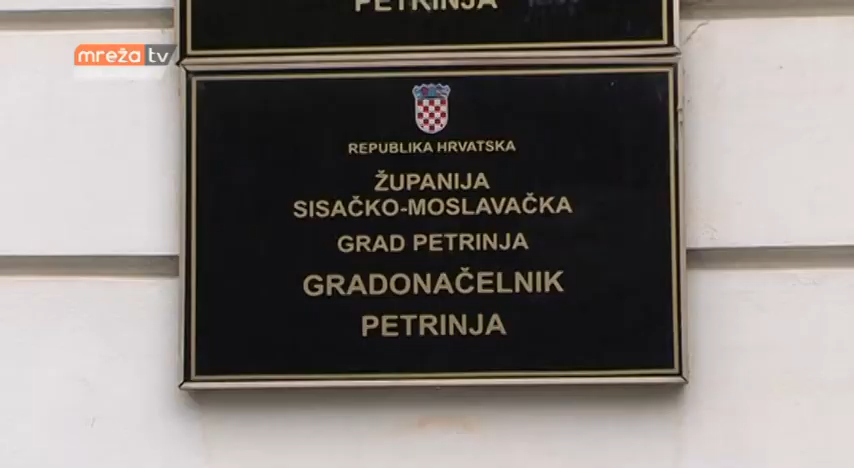 PETRINJA
mreža tv
REPUBLIKA HRVATSKA
ŽUPANIJA
SISAČKO-MOSLAVAČKA
GRAD PETRINJA
GRADONAČELNIK
PETRINJA